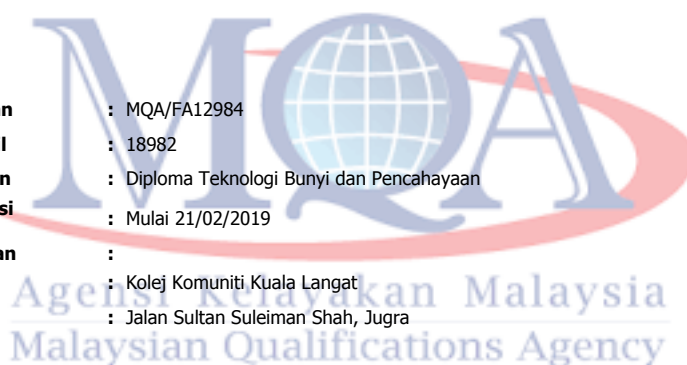 MQA
an : MQA/FA12984
l : 18982
n : Diploma Teknologi Bunyi dan Pencahayaan
si : Mulai 21/02/2019
an :
: Kolej Komuniti Kuala Langat
: Jalan Sultan Suleiman Shah, Jugra
Agensi Kelayakan Malaysia
Malaysian Qualifications Agency